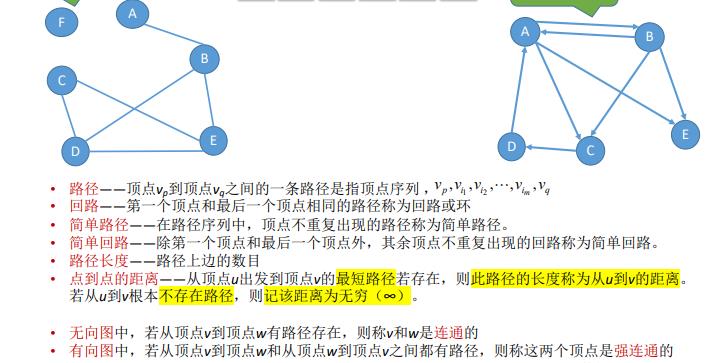 F
A
B
C
D
E
A
B
C
D
E
• 路径——顶点vp到顶点vq之间的一条路径是指顶点序列，vp,vi1,vi2,⋯,vim,vq
• 回路——第一个顶点和最后一个顶点相同的路径称为回路或环
• 简单路径——在路径序列中，顶点不重复出现的路径称为简单路径。
• 简单回路——除第一个顶点和最后一个顶点外，其余顶点不重复出现的回路称为简单回路。
• 路径长度——路径上边的数目
• 点到点的距离——从顶点u出发到顶点v的最短路径若存在，则此路径的长度称为从u到v的距离。
若从u到v根本不存在路径，则记该距离为无穷（∞）。
• 无向图中，若从顶点v到顶点w有路径存在，则称v和w是连通的
• 有向图中，若从顶点v到顶点w和从顶点w到顶点v之间都有路径，则称这两个顶点是强连通的